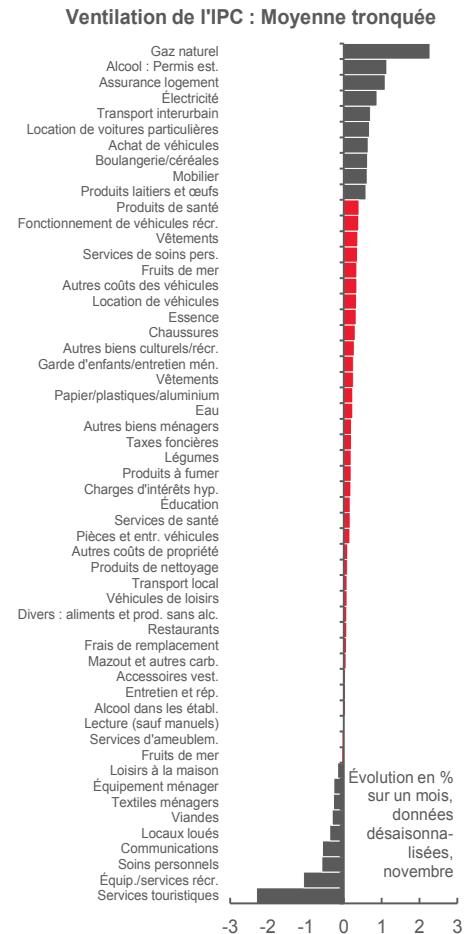 Ventilation de l'IPC : Moyenne tronquée
Gaz naturel
Alcool : Permis est.
Assurance logement
Électricité
Transport interurbain
Location de voitures particulières
Achat de véhicules
Boulangerie/céréales
Mobilier
Produits laitiers et œufs
Produits de santé
Fonctionnement de véhicules récr.
Vêtements
Services de soins pers.
Fruits de mer
Autres coûts des véhicules
Location de véhicules
Essence
Chaussures
Autres biens culturels/récr.
Garde d'enfants/entretien mén.
Vêtements
Papier/plastiques/aluminium
Eau
Autres biens ménagers
Taxes foncières
Légumes
Produits à fumer
Charges d'intérêts hyp.
Éducation
Services de santé
Pièces et entr. véhicules
Autres coûts de propriété
Produits de nettoyage
Transport local
Véhicules de loisirs
Divers : aliments et prod. sans alc.
Restaurants
Frais de remplacement
Mazout et autres carb.
Accessoires vest.
Entretien et rép.
Alcool dans les établ.
Lecture (sauf manuels)
Services d'ameublem.
Fruits de mer
Loisirs à la maison
Équipement ménager
Textiles ménagers
Viandes
Locaux loués
Communications
Soins personnels
Équip./services récr.
Services touristiques
Évolution en %
sur un mois,
données
désaisonna-
lisées,
novembre
-3 -2 -1 0 1 2 3